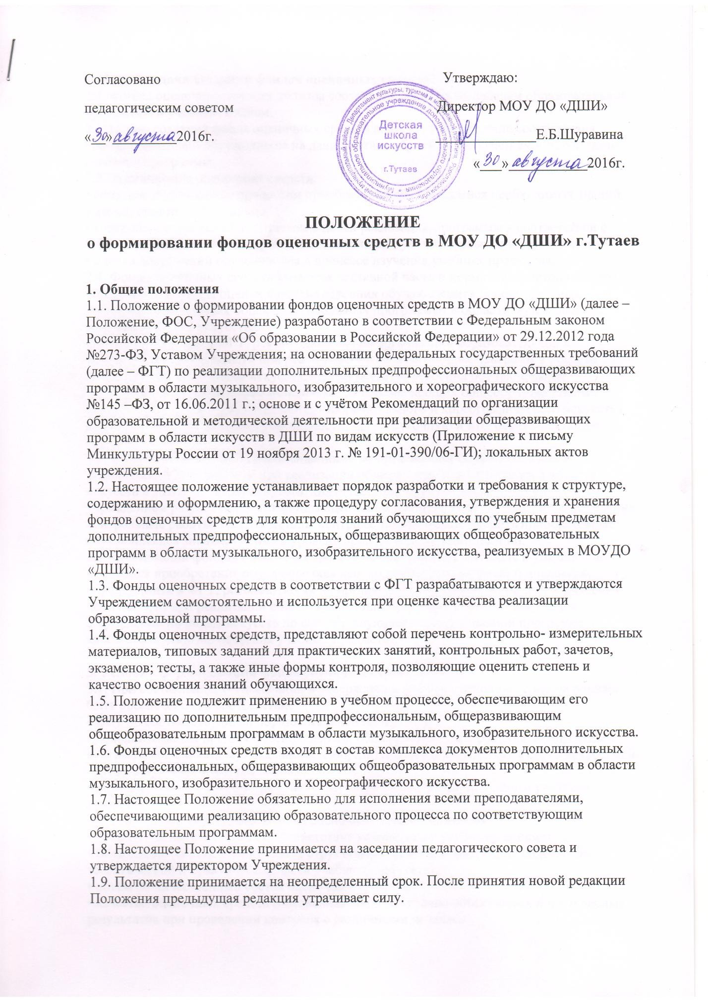 Согласовано Утверждаю:
педагогическим советом Директор МОУ ДО «ДШИ»
«30» августа 2016г. Е.Б.Шуравина
«30» августа 2016г.
Детская
школа
искусств
г.Тутаев
ПОЛОЖЕНИЕ
о формировании фондов оценочных средств в МОУ ДО «ДШИ» г.Тутаев
1. Общие положения
1.1. Положение о формировании фондов оценочных средств в МОУ ДО «ДШИ» (далее –
Положение, ФОС, Учреждение) разработано в соответствии с Федеральным законом
Российской Федерации «Об образовании в Российской Федерации» от 29.12.2012 года
№273-ФЗ, Уставом Учреждения; на основании федеральных государственных требований
(далее – ФГТ) по реализации дополнительных предпрофессиональных общеразвивающих
программ в области музыкального, изобразительного и хореографического искусства
№145 –ФЗ, от 16.06.2011 г.; основе и с учётом Рекомендаций по организации
образовательной и методической деятельности при реализации общеразвивающих
программ в области искусств в ДШИ по видам искусств (Приложение к письму
Минкультуры России от 19 ноября 2013 г. № 191-01-390/06-ГИ); локальных актов
учреждения.
1.2. Настоящее положение устанавливает порядок разработки и требования к структуре,
содержанию и оформлению, а также процедуру согласования, утверждения и хранения
фондов оценочных средств для контроля знаний обучающихся по учебным предметам
дополнительных предпрофессиональных, общеразвивающих общеобразовательных
программ в области музыкального, изобразительного искусства, реализуемых в МОУДО
«ДШИ».
1.3. Фонды оценочных средств в соответствии с ФГТ разрабатываются и утверждаются
Учреждением самостоятельно и используется при оценке качества реализации
образовательной программы.
1.4. Фонды оценочных средств, представляют собой перечень контрольно- измерительных
материалов, типовых заданий для практических занятий, контрольных работ, зачетов,
экзаменов; тесты, а также иные формы контроля, позволяющие оценить степень и
качество освоения знаний обучающихся.
1.5. Положение подлежит применению в учебном процессе, обеспечивающим его
реализацию по дополнительным предпрофессиональным, общеразвивающим
общеобразовательным программам в области музыкального, изобразительного искусства.
1.6. Фонды оценочных средств входят в состав комплекса документов дополнительных
предпрофессиональных, общеразвивающих общеобразовательных программам в области
музыкального, изобразительного и хореографического искусства.
1.7. Настоящее Положение обязательно для исполнения всеми преподавателями,
обеспечивающими реализацию образовательного процесса по соответствующим
образовательным программам.
1.8. Настоящее Положение принимается на заседании педагогического совета и
утверждается директором Учреждения.
1.9. Положение принимается на неопределенный срок. После принятия новой редакции
Положения предыдущая редакция утрачивает силу.